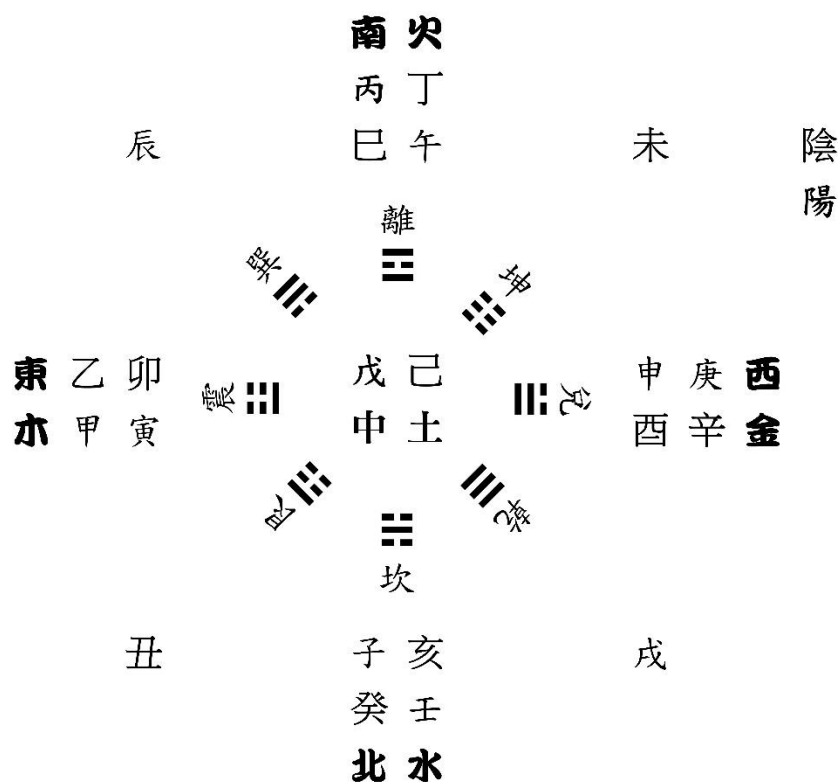 南 火
丙 丁
辰 巳 午 未 陰
陽
離
巽 坤
東 乙 卯 震 戊 己 兌 申 庚 西
木 甲 寅 中 土 酉 辛 金
艮 乾
坎
丑 子 亥 戌
癸 壬
北 水